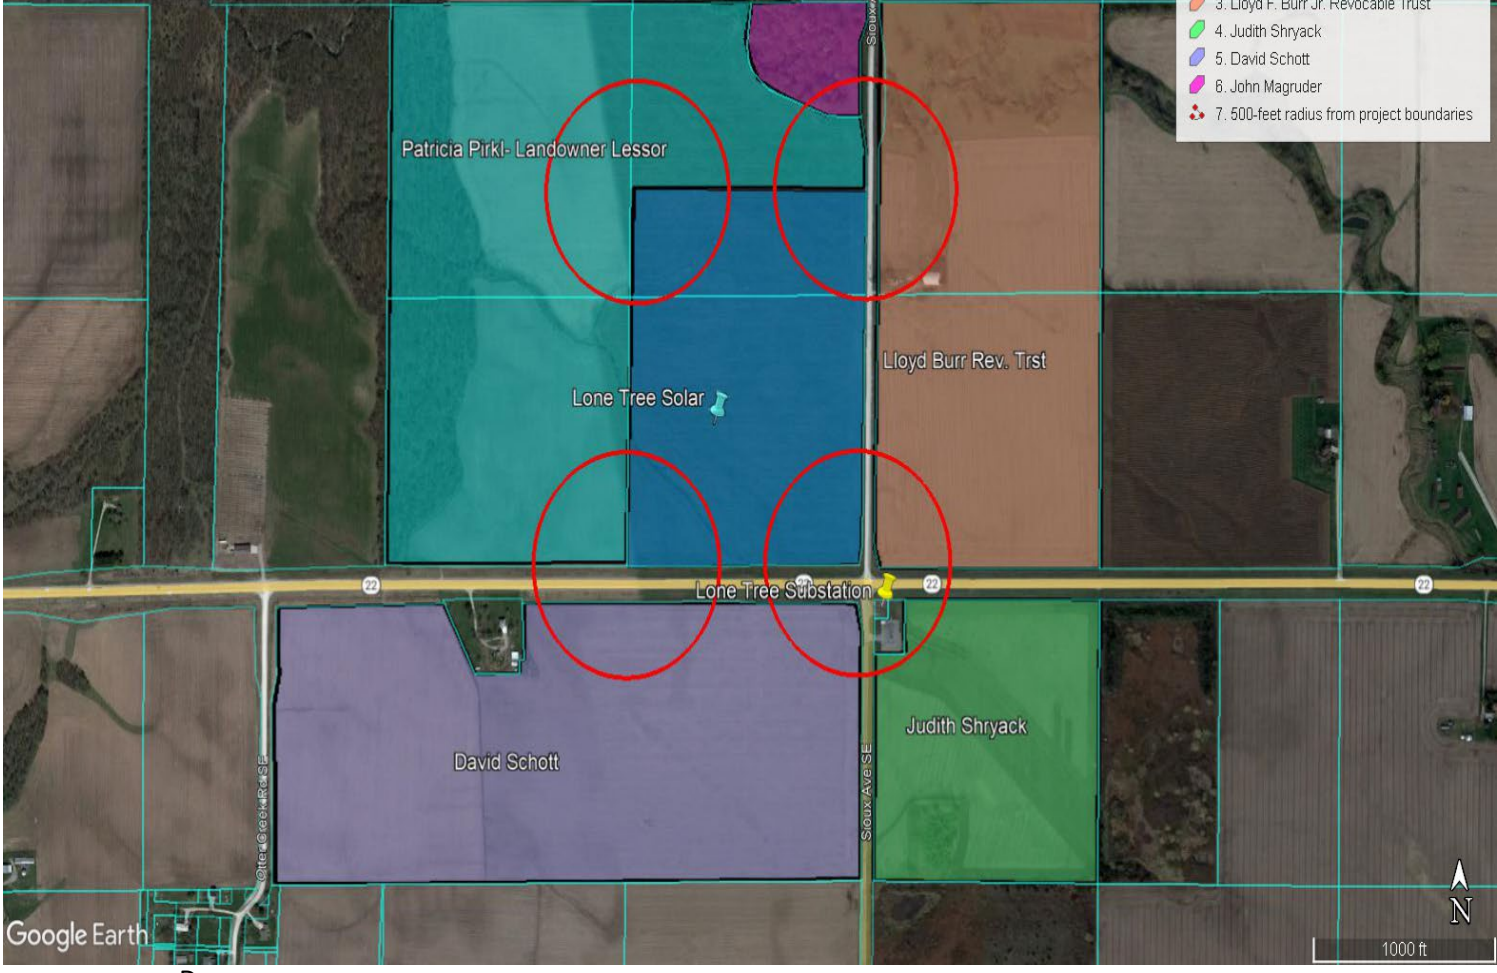 3. Lloyd F. Burr Jr. Revocable Trust
4. Judith Shryack
5. David Schott
6. John Magruder
7. 500-feet radius from project boundaries
Sioux
Patricia Pirkl- Landowner Lessor
Lloyd Burr Rev. Trst
Lone Tree Solar
22
22
22
Lone Tree Substation
Judith Shryack
David Schott
Sioux Ave SE
Otter Creek Rd SE
N
Google Earth
1000 ft